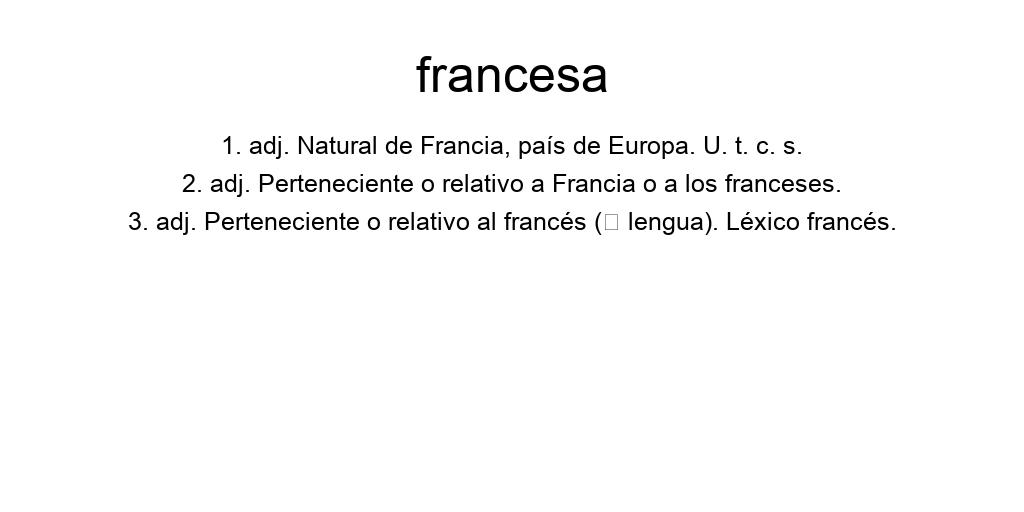 francesa
1. adj. Natural de Francia, país de Europa. U. t. c. s.
2. adj. Perteneciente o relativo a Francia o a los franceses.
3. adj. Perteneciente o relativo al francés (□ lengua). Léxico francés.